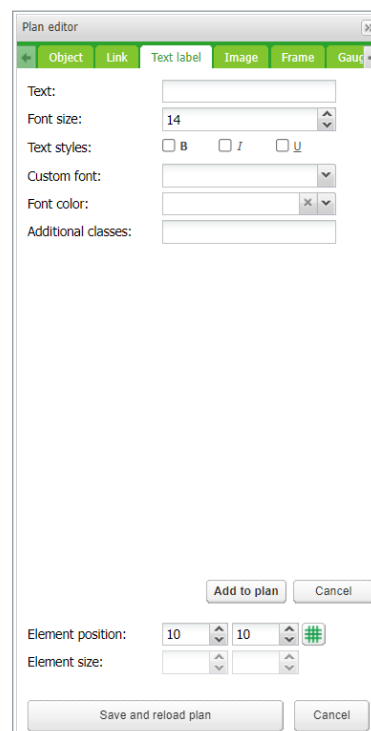 Plan editor
Object Link Text label Image Frame Gaug
Text:
Font size: 14
Text styles: B I U
Custom font:
Font color:
Additional classes:
Add to plan Cancel
Element position: 10 10
Element size:
Save and reload plan Cancel